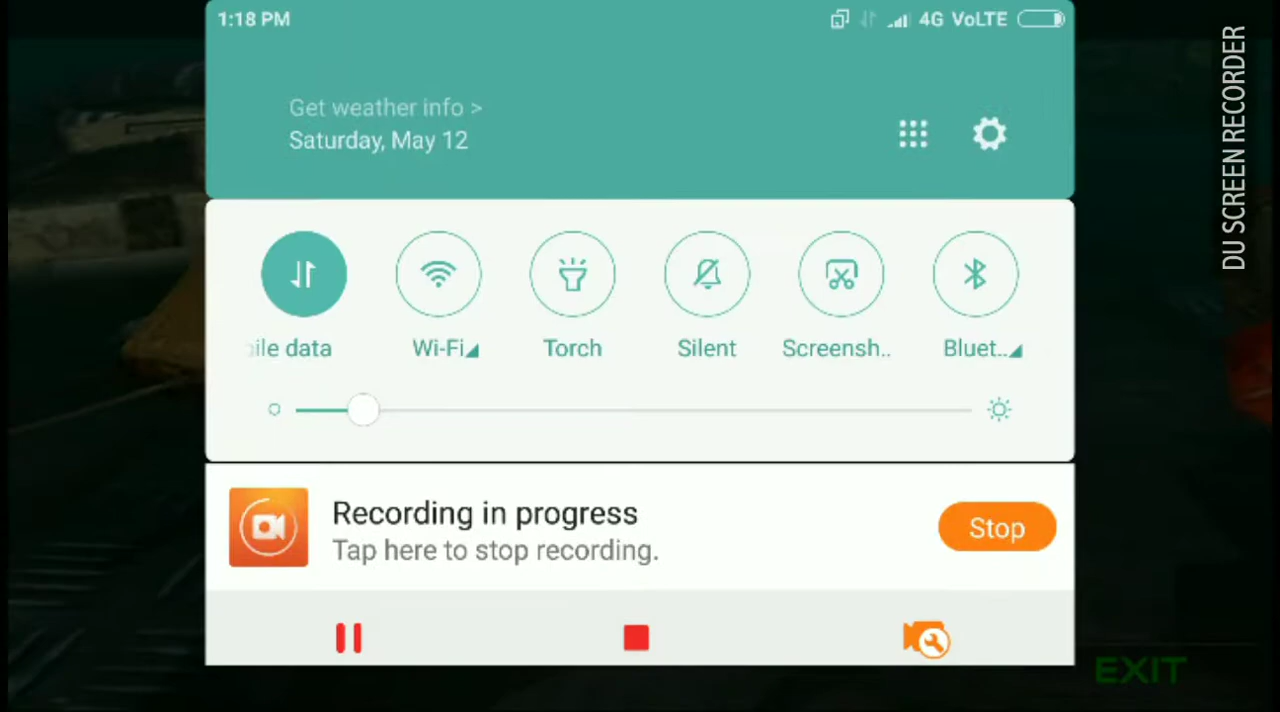 1:18 PM
4G VoLTE
Get weather info >
Saturday, May 12
ile data
Wi-Fi
Torch
Silent
Screensh..
Bluet..
Recording in progress
Tap here to stop recording.
Stop
EXIT
DU SCREEN RECORDER